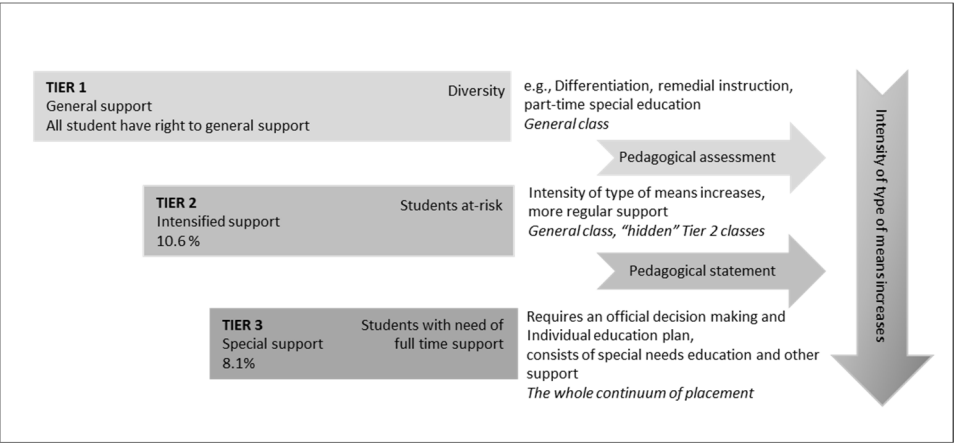 TIER 1
General support
All student have right to general support
Diversity
e.g., Differentiation, remedial instruction,
part-time special education
General class
Pedagogical assessment
TIER 2
Intensified support
10.6 %
Students at-risk
Intensity of type of means increases,
more regular support
General class, “hidden” Tier 2 classes
Pedagogical statement
TIER 3
Special support
8.1%
Students with need of
full time support
Requires an official decision making and
Individual education plan,
consists of special needs education and other
support
The whole continuum of placement
Intensity of type of means increases